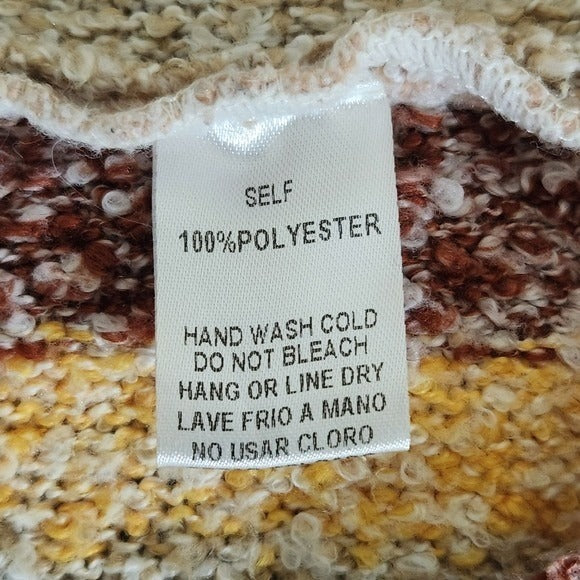 SELF
100%POLYESTER
HAND WASH COLD
DO NOT BLEACH
HANG OR LINE DRY
LAVE FRIO A MANO
NO USAR CLORO